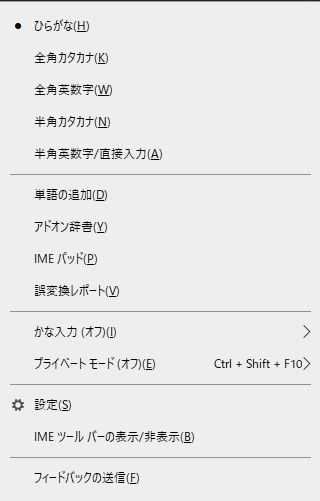 ひらがな(H)
全角カタカナ(K)
全角英数字(W)
半角カタカナ(N)
半角英数字/直接入力(A)
単語の追加(D)
アドオン辞書(Y)
IME パッド(P)
誤変換レポート(V)
かな入力 (オフ)(I)
プライベート モード (オフ)(E) Ctrl + Shift + F10
設定(S)
IME ツール バーの表示/非表示(B)
フィードバックの送信(F)